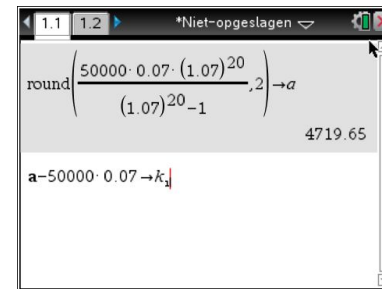 1.1 1.2 *Niet-opgeslagen
round(50000·0.07·(1.07)^20/((1.07)^20−1),2)→a
4719.65
a−50000·0.07→k₁